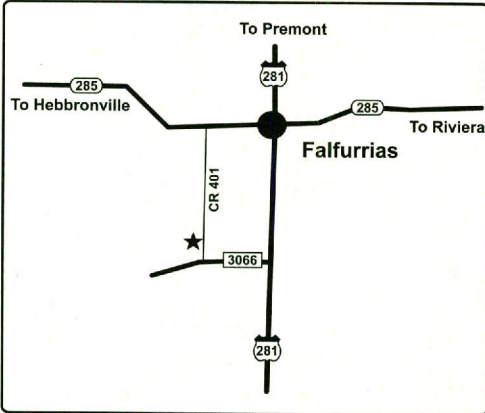 To Premont
281
285
To Hebbronville
285
To Riviera
Falfurrias
CR 401
3066
281